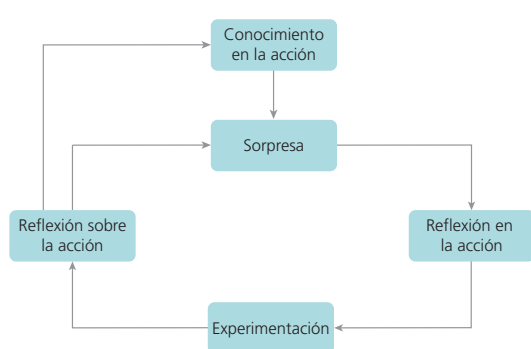 Conocimiento
en la acción
Sorpresa
Reflexión sobre
la acción
Reflexión en
la acción
Experimentación